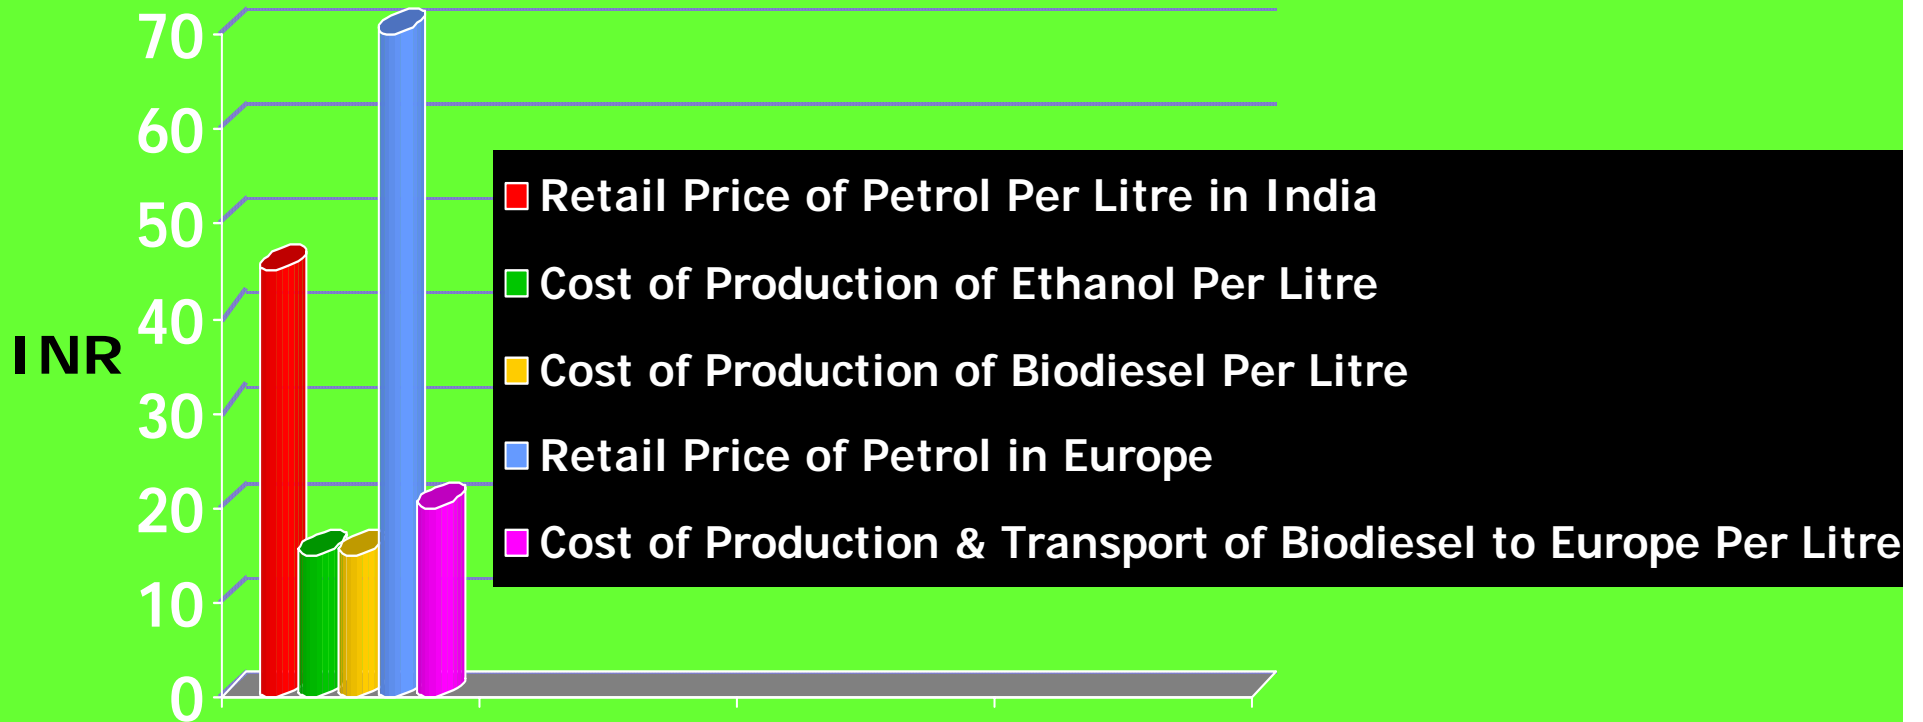 70
60
50
40
30
20
10
0
INR
Retail Price of Petrol Per Litre in India
Cost of Production of Ethanol Per Litre
Cost of Production of Biodiesel Per Litre
Retail Price of Petrol in Europe
Cost of Production & Transport of Biodiesel to Europe Per Litre